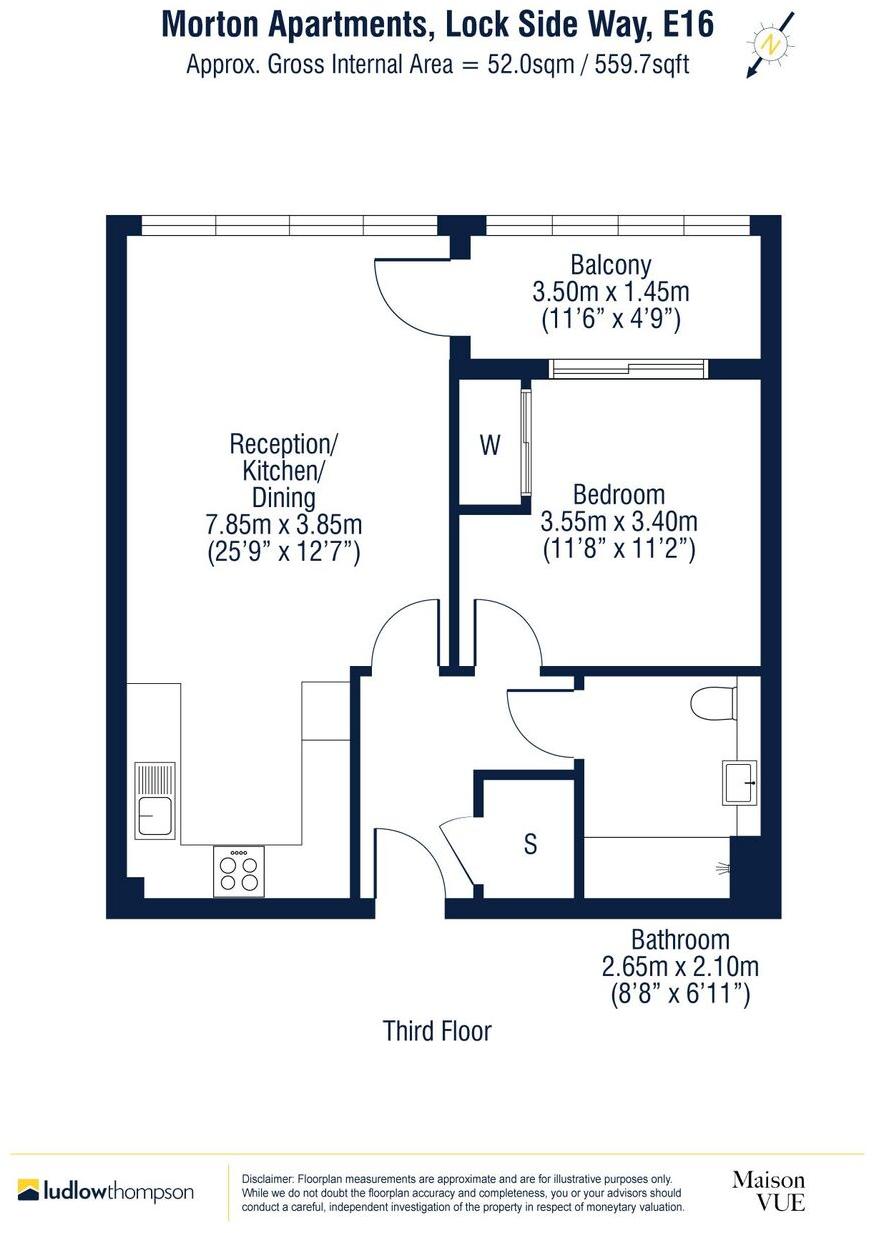 Morton Apartments, Lock Side Way, E16
Approx. Gross Internal Area = 52.0sqm / 559.7sqft
N
Balcony
3.50m x 1.45m
(11’6” x 4’9”)
Reception/
Kitchen/
Dining
7.85m x 3.85m
(25’9” x 12’7”)
W
Bedroom
3.55m x 3.40m
(11’8” x 11’2”)
S
Bathroom
2.65m x 2.10m
(8’8” x 6’11”)
Third Floor
ludlowthompson
Disclaimer: Floorplan measurements are approximate and are for illustrative purposes only.
While we do not doubt the floorplan accuracy and completeness, you or your advisors should
conduct a careful, independent investigation of the property in respect of moneytary valuation.
Maison
VUE